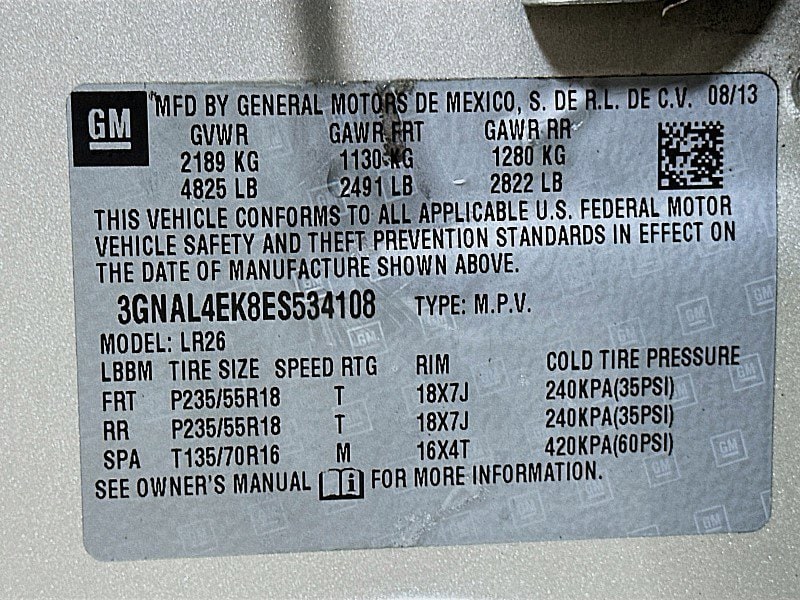 GM
MFD BY GENERAL MOTORS DE MEXICO, S. DE R.L. DE C.V. 08/13
GVWR GAWR FRT GAWR RR
2189 KG 1130 KG 1280 KG
4825 LB 2491 LB 2822 LB
THIS VEHICLE CONFORMS TO ALL APPLICABLE U.S. FEDERAL MOTOR
VEHICLE SAFETY AND THEFT PREVENTION STANDARDS IN EFFECT ON
THE DATE OF MANUFACTURE SHOWN ABOVE.
3GNAL4EK8ES534108 TYPE: M.P.V.
MODEL: LR26
LBBM TIRE SIZE SPEED RTG RIM COLD TIRE PRESSURE
FRT P235/55R18 T 18X7J 240KPA(35PSI)
RR P235/55R18 T 18X7J 240KPA(35PSI)
SPA T135/70R16 M 16X4T 420KPA(60PSI)
SEE OWNER'S MANUAL i FOR MORE INFORMATION.